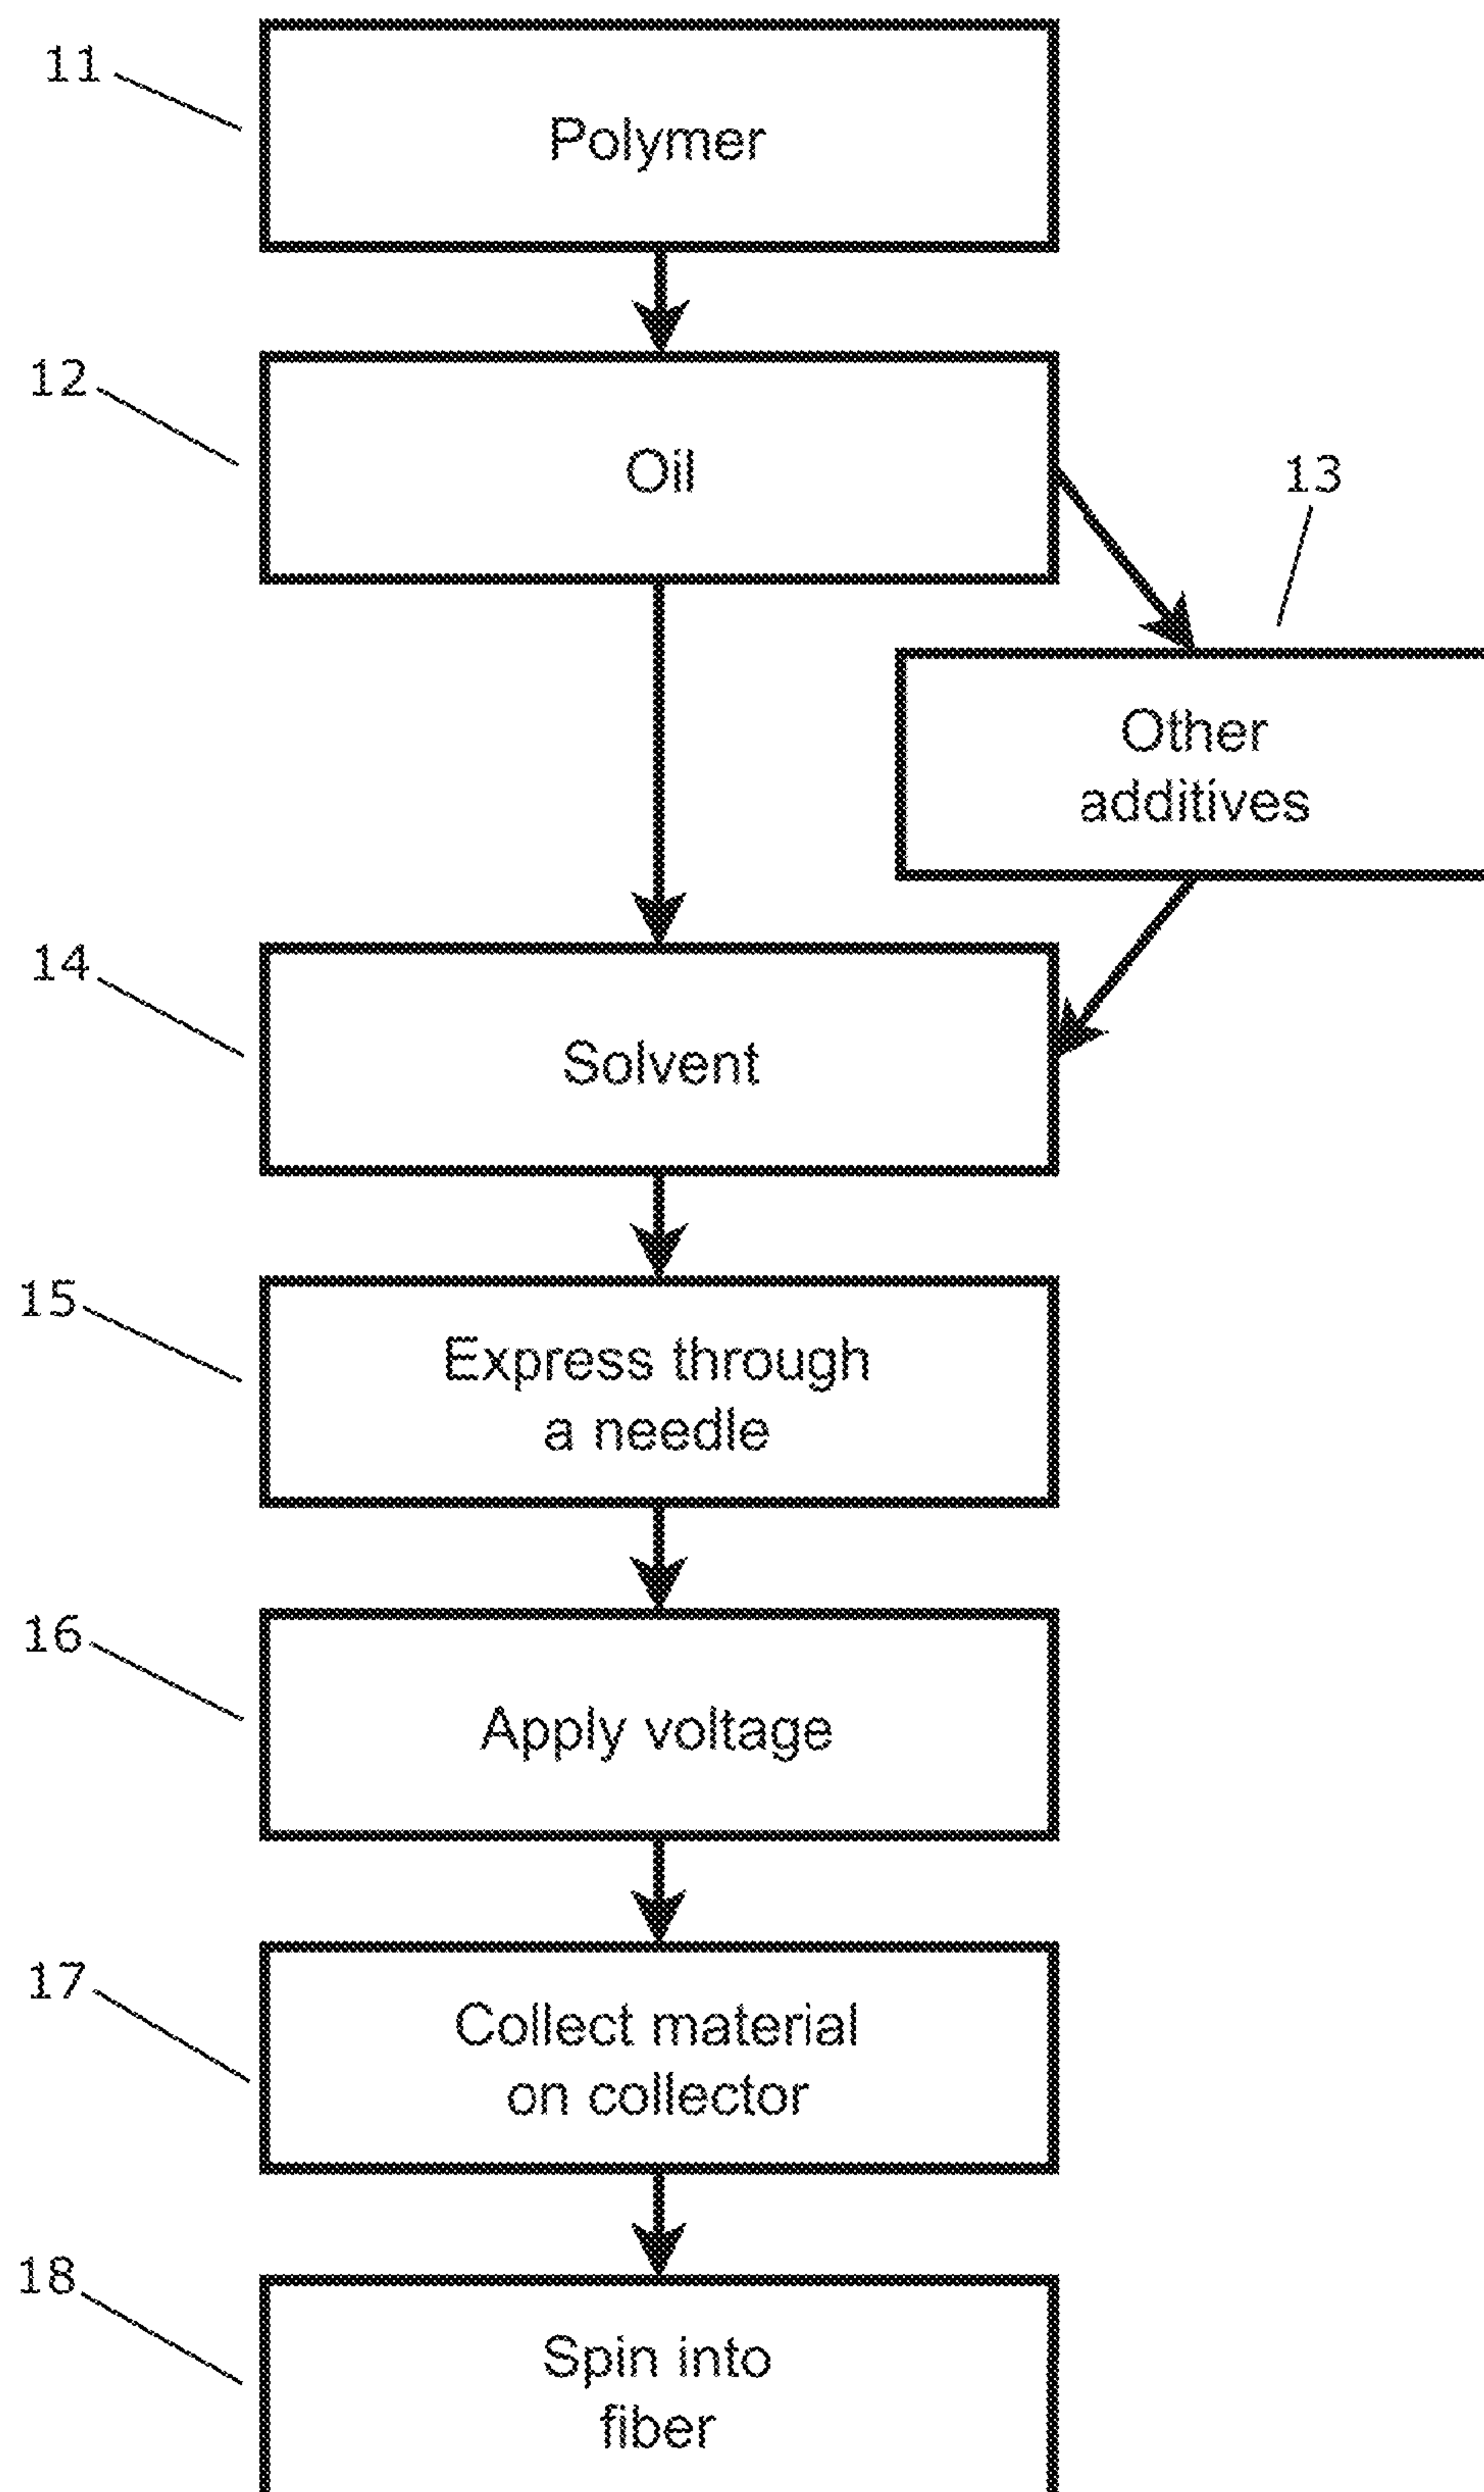 11
Polymer
12
Oil
13
Other
additives
14
Solvent
15
Express through
a needle
16
Apply voltage
17
Collect material
on collector
18
Spin into
fiber